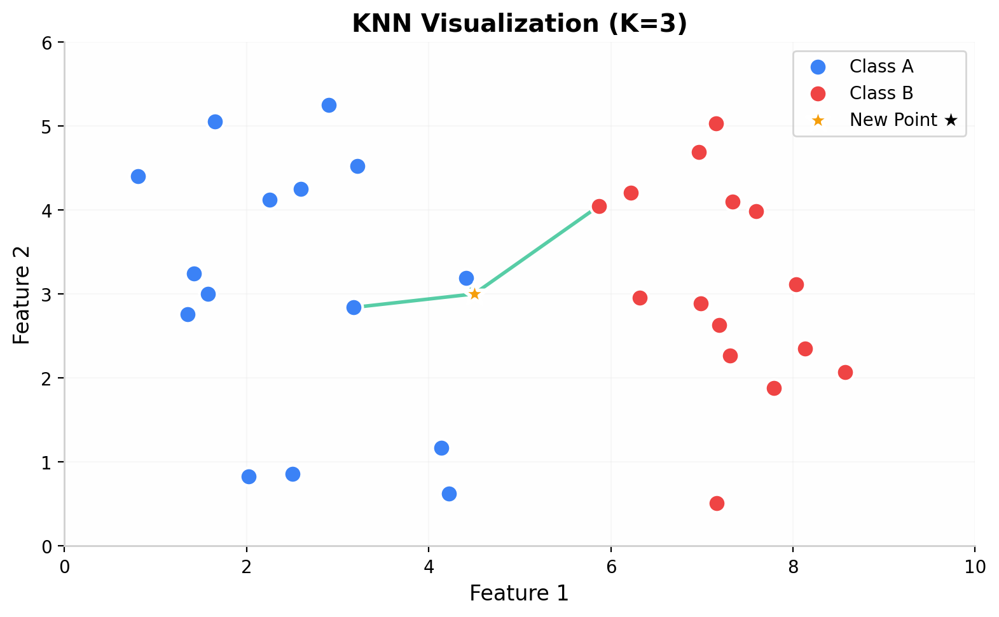 KNN Visualization (K=3)
Class A
Class B
New Point ★
6
5
4
3
2
1
0
Feature 2
0 2 4 6 8 10
Feature 1